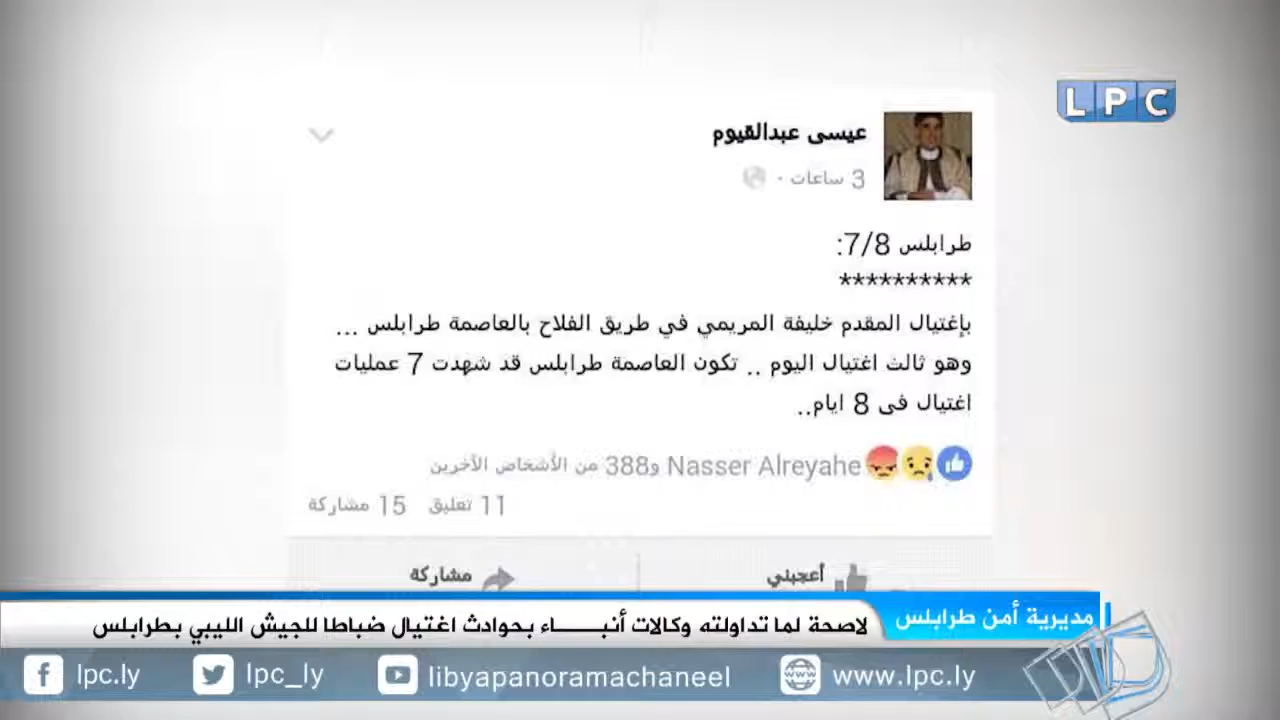 LPC
عيسى عبدالقيوم
3 ساعات ·
طرابلس 7/8:
**********
بإغتيال المقدم خليفة المريمي في طريق الفلاح بالعاصمة طرابلس ...
وهو ثالث اغتيال اليوم .. تكون العاصمة طرابلس قد شهدت 7 عمليات
اغتيال فى 8 ايام..
Nasser Alreyahe و388 من الأشخاص الآخرين
11 تعليق 15 مشاركة
أعجبني مشاركة
مديرية أمن طرابلس
لاصحة لما تداولته وكالات أنبـــــاء بحوادث اغتيال ضباطا للجيش الليبي بطرابلس
lpc.ly lpc_ly libyapanoramachaneel www.lpc.ly